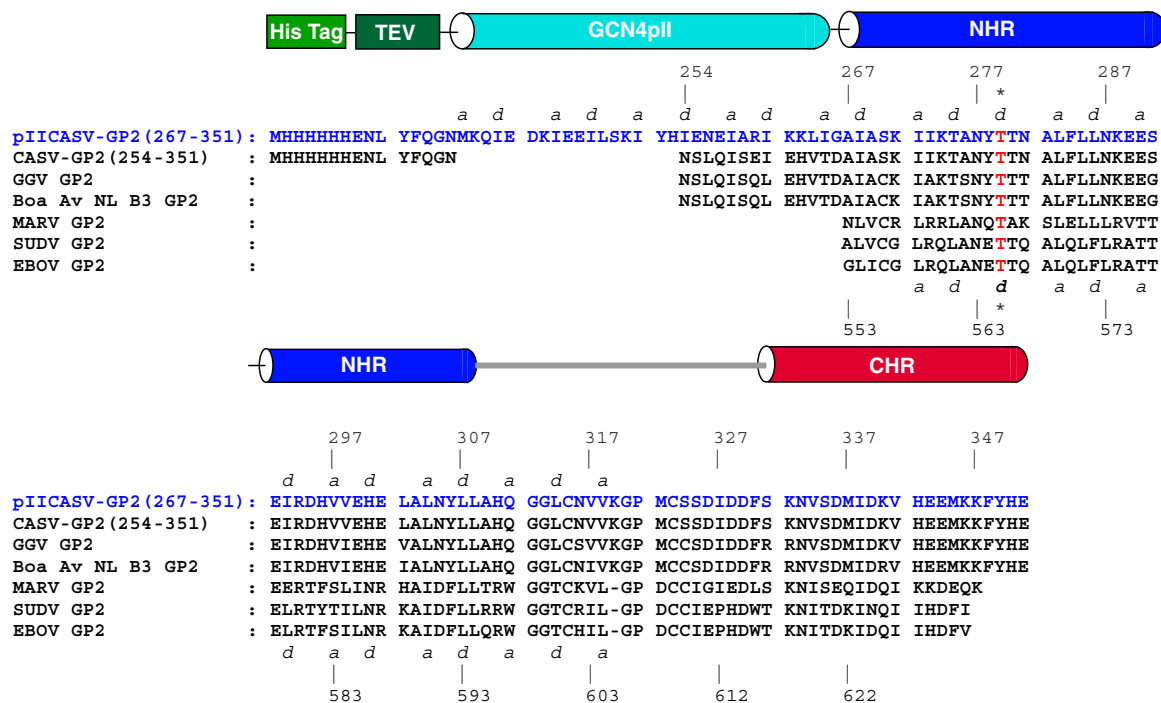 His Tag TEV GCN4pII NHR
254 267 277 287
| | | *|
a d a d a d a d a d a d a
pIICASV-GP2(267-351): MHHHHHHENL YFQGNMKQIE DKIEEILSKI YHIENEIARI KKLIGAIASK IIKTANYTTN ALFLLNKEES
CASV-GP2(254-351) : MHHHHHHENL YFQGN NSLQISEI EHVTDAIASK IIKTANYTTN ALFLLNKEES
GGV GP2 : NSLQISQL EHVTDAIACK IAKTSNYTTT ALFLLNKEEG
Boa Av NL B3 GP2 : NSLQISQL EHVTDAIACK IAKTSNYTTT ALFLLNKEEG
MARV GP2 : NLVCR LRRLANQTAK SLELLLRVTT
SUDV GP2 : ALVCG LRQLANETTQ ALQLFLRATT
EBOV GP2 : GLICG LRQLANETTQ ALQLFLRATT
a d d a d a
| | * |
553 563 573
NHR CHR
297 307 317 327 337 347
| | | | | |
d a d a d a d a
pIICASV-GP2(267-351): EIRDHVVEHE LALNYLLAHQ GGLCNVVKGP MCSSDIDDFS KNVSDMIDKV HEEMKKFYHE
CASV-GP2(254-351) : EIRDHVVEHE LALNYLLAHQ GGLCNVVKGP MCSSDIDDFS KNVSDMIDKV HEEMKKFYHE
GGV GP2 : EIRDHVIEHE VALNYLLAHQ GGLCSVVKGP MCCSDIDDFR RNVSDMIDKV HEEMKKFYHE
Boa Av NL B3 GP2 : EIRDHVIEHE IALNYLLAHQ GGLCNIVKGP MCCSDIDDFR RNVSDMIDRV HEEMKKFYHE
MARV GP2 : EERTFSLINR HAIDFLLTRW GGTCKVL-GP DCCIGIEDLS KNISEQIDQI KKDEQK
SUDV GP2 : ELRTYTILNR KAIDFLLRRW GGTCRIL-GP DCCIEPHDWT KNITDKINQI IHDFI
EBOV GP2 : ELRTFSILNR KAIDFLLQRW GGTCHIL-GP DCCIEPHDWT KNITDKIDQI IHDFV
d a d a d a d a
| | | | |
583 593 603 612 622